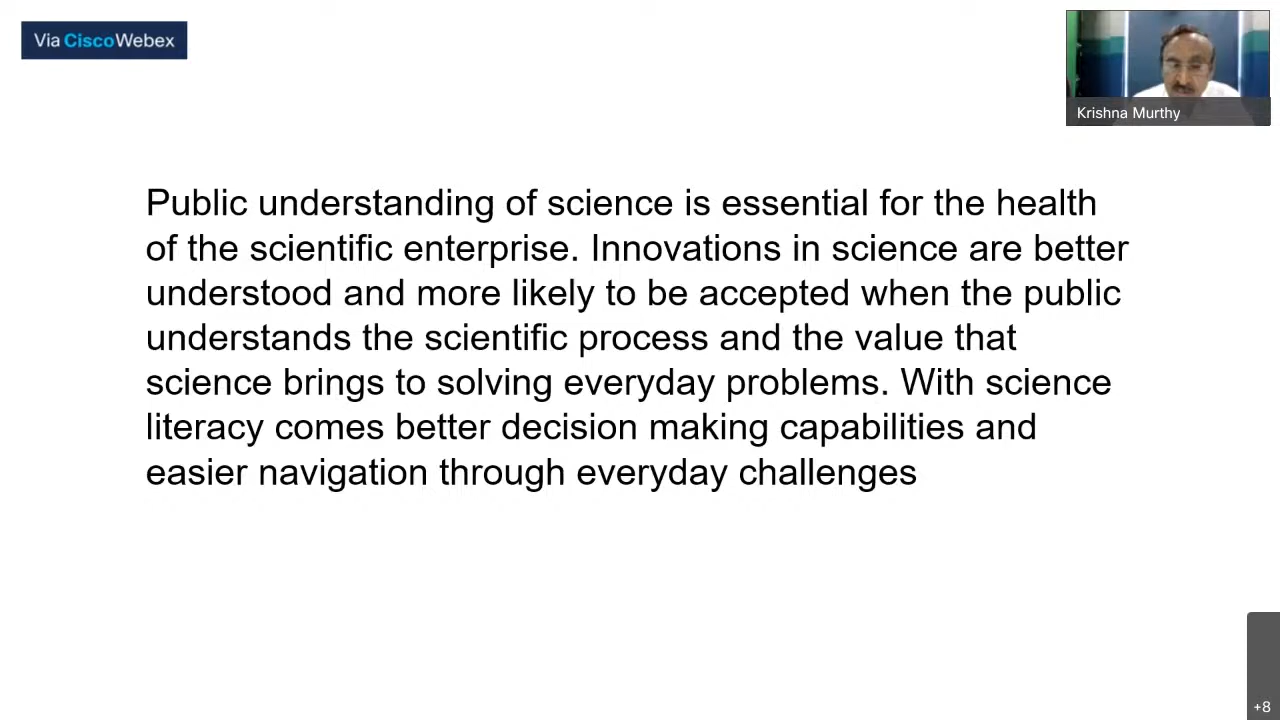 Via Cisco Webex
Krishna Murthy
Public understanding of science is essential for the health
of the scientific enterprise. Innovations in science are better
understood and more likely to be accepted when the public
understands the scientific process and the value that
science brings to solving everyday problems. With science
literacy comes better decision making capabilities and
easier navigation through everyday challenges
+8